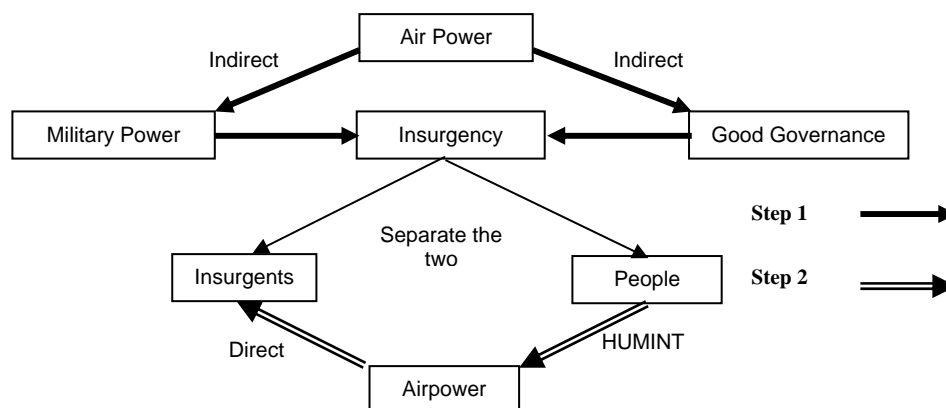 Air Power
Indirect
Indirect
Military Power
Insurgency
Good Governance
Step 1
Separate the
two
Insurgents
People
Step 2
Direct
HUMINT
Airpower